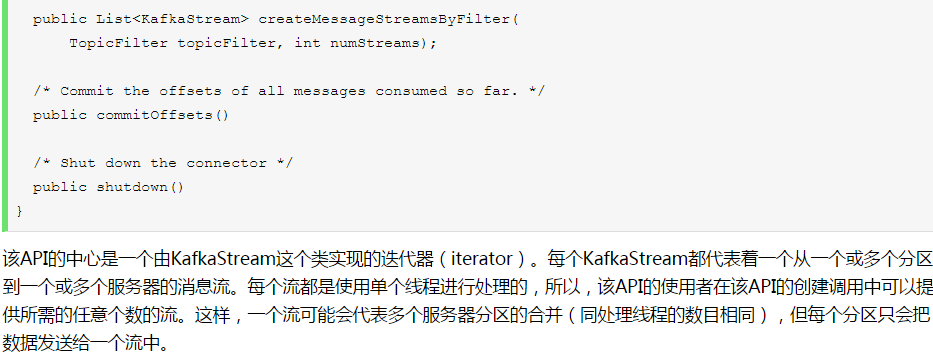 public List<KafkaStream> createMessageStreamsByFilter(
TopicFilter topicFilter, int numStreams);
/* Commit the offsets of all messages consumed so far. */
public commitOffsets()
/* Shut down the connector */
public shutdown()
}
该API的中心是一个由KafkaStream这个类实现的迭代器（iterator）。每个KafkaStream都代表着一个从一个或多个分区
到一个或多个服务器的消息流。每个流都是使用单个线程进行处理的，所以，该API的使用者在该API的创建调用中可以提
供所需的任意个数的流。这样，一个流可能会代表多个服务器分区的合并（同处理线程的数目相同），但每个分区只会把
数据发送给一个流中。